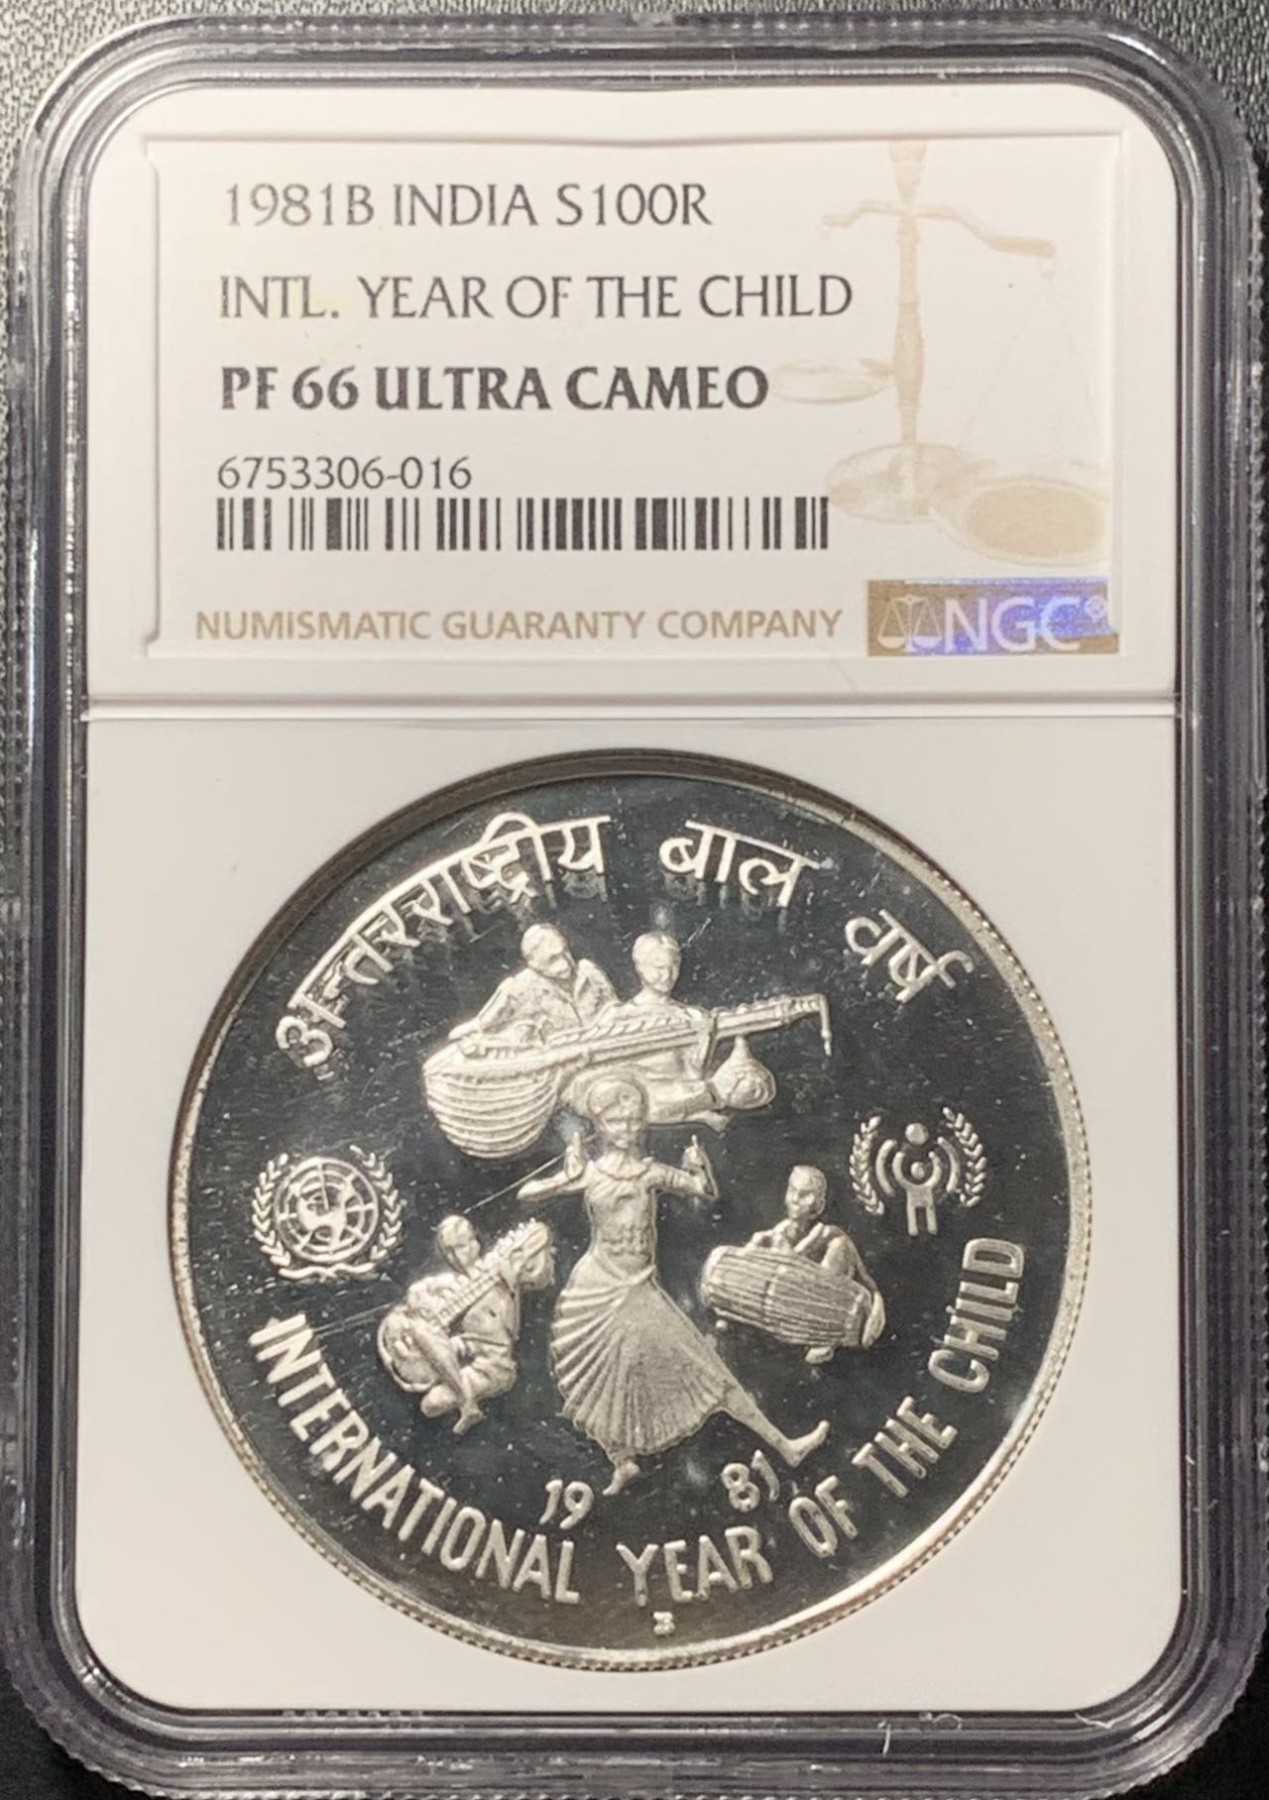 1981B INDIA S100R
INTL. YEAR OF THE CHILD
PF 66 ULTRA CAMEO
6753306-016
NUMISMATIC GUARANTY COMPANY
NGC®
अन्तरराष्ट्रीय बाल वर्ष
19 81
INTERNATIONAL YEAR OF THE CHILD